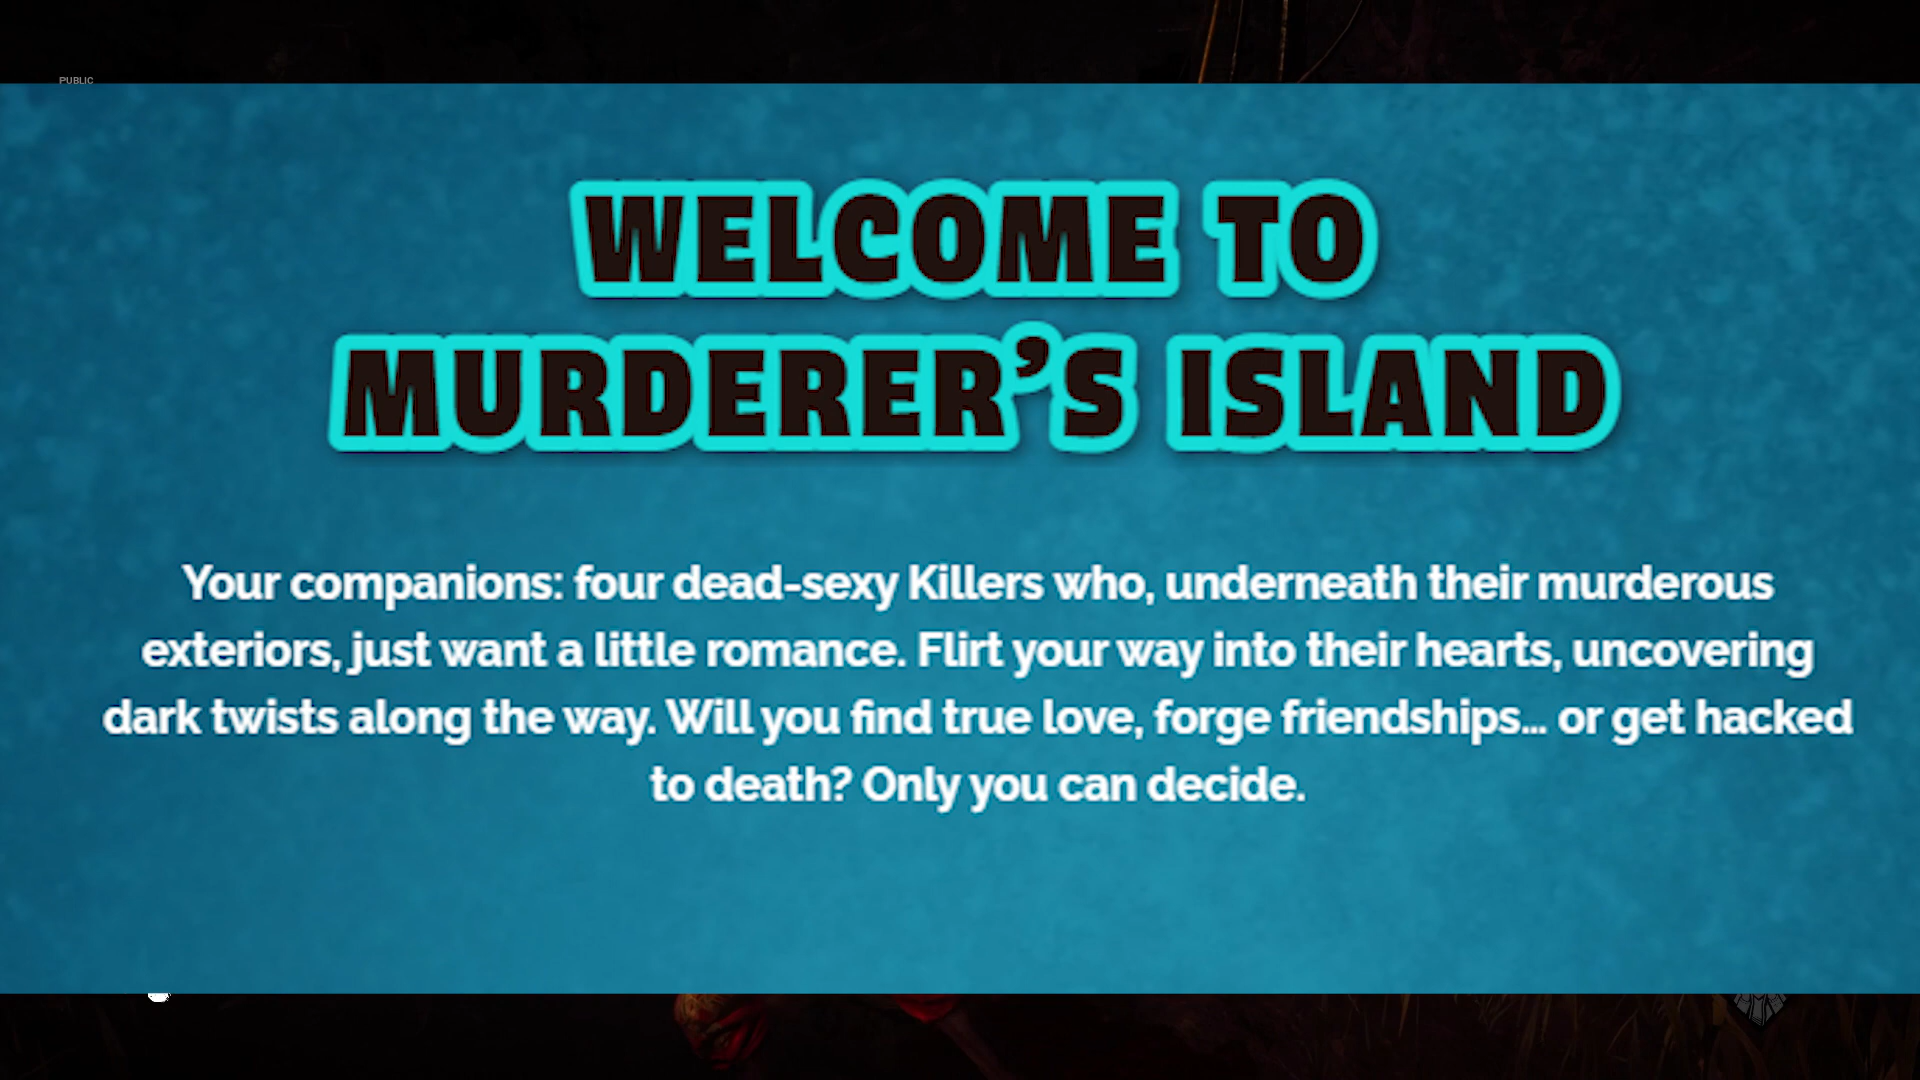 PUBLIC
WELCOME TO
MURDERER’S ISLAND
Your companions: four dead-sexy Killers who, underneath their murderous
exteriors, just want a little romance. Flirt your way into their hearts, uncovering
dark twists along the way. Will you find true love, forge friendships... or get hacked
to death? Only you can decide.